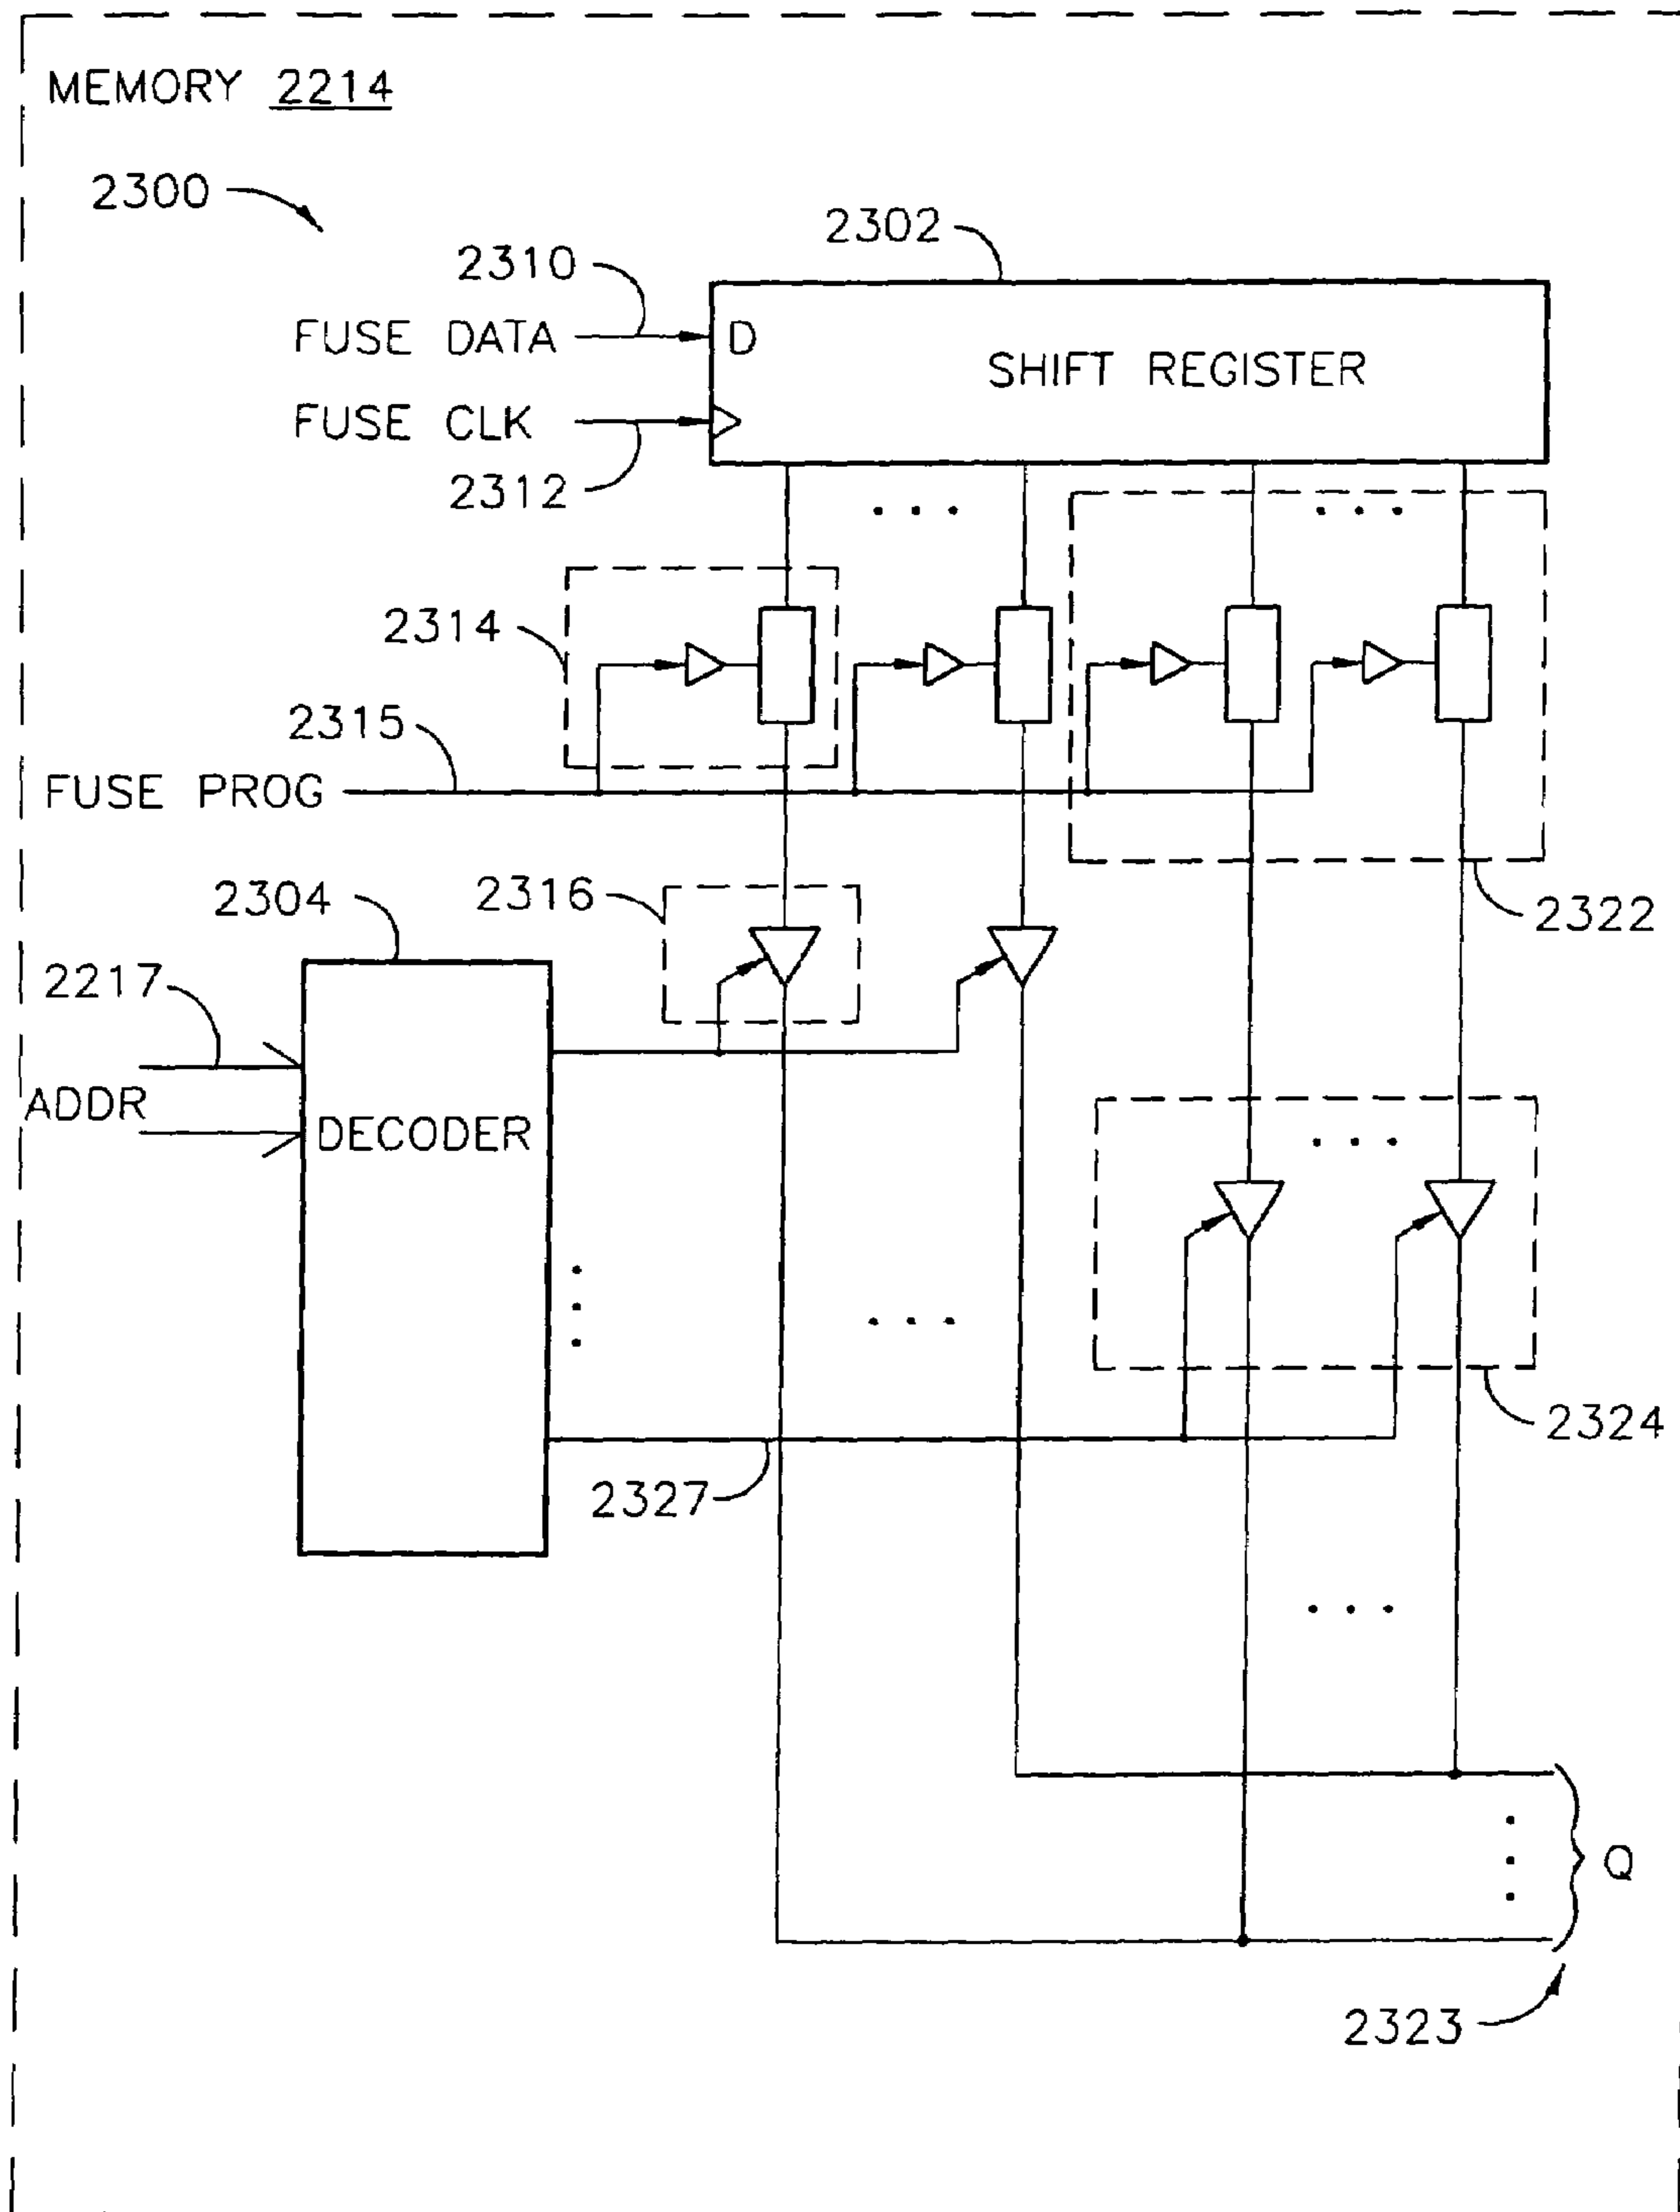 MEMORY 2214
2300
2302
2310
FUSE DATA
D
SHIFT REGISTER
FUSE CLK
2312
2314
2315
FUSE PROG
2316
2304
2322
2217
ADDR
DECODER
2324
2327
Q
2323